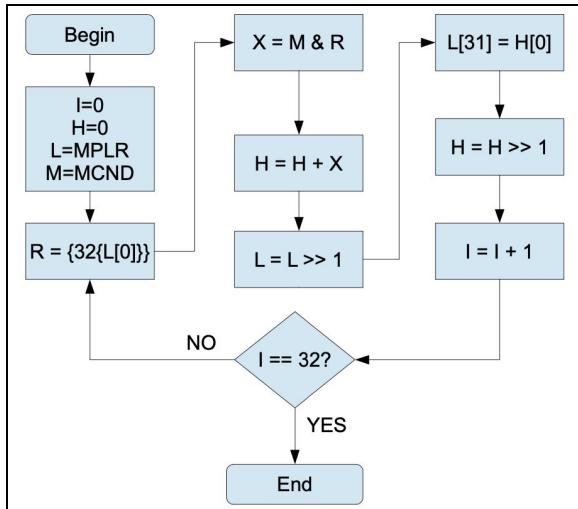 Begin
I=0
H=0
L=MPLR
M=MCND
R = {32{L[0]}}
X = M & R
H = H + X
L = L >> 1
L[31] = H[0]
H = H >> 1
I = I + 1
I == 32?
NO
YES
End